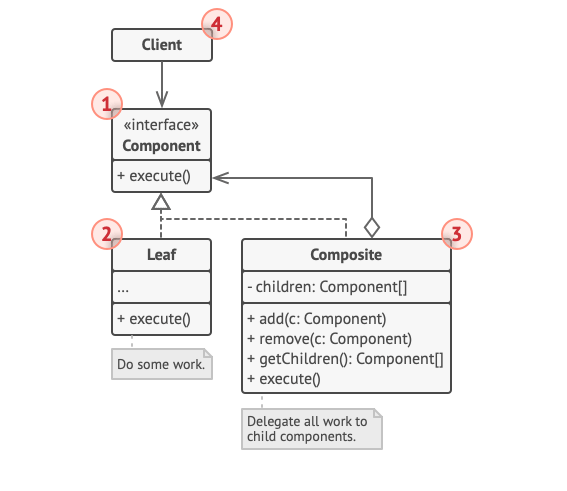 4
Client
1
«interface»
Component
+ execute()
2
Leaf
...
+ execute()
Do some work.
3
Composite
- children: Component[]
+ add(c: Component)
+ remove(c: Component)
+ getChildren(): Component[]
+ execute()
Delegate all work to
child components.